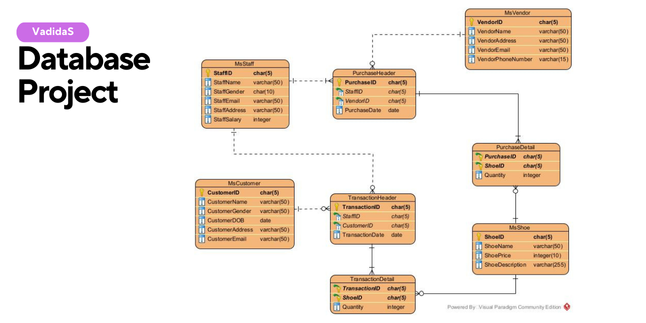 VadidaS
Database
Project
MsVendor
VendorID char(5)
VendorName varchar(50)
VendorAddress varchar(50)
VendorEmail varchar(50)
VendorPhoneNumber varchar(15)
MsStaff
StaffID char(5)
StaffName varchar(50)
StaffGender char(10)
StaffEmail varchar(50)
StaffAddress varchar(50)
StaffSalary integer
PurchaseHeader
PurchaseID char(5)
StaffID char(5)
VendorID char(5)
PurchaseDate date
PurchaseDetail
PurchaseID char(5)
ShoeID char(5)
Quantity integer
MsCustomer
CustomerID char(5)
CustomerName varchar(50)
CustomerGender varchar(50)
CustomerDOB date
CustomerAddress varchar(50)
CustomerEmail varchar(50)
TransactionHeader
TransactionID char(5)
StaffID char(5)
CustomerID char(5)
TransactionDate date
MsShoe
ShoeID char(5)
ShoeName varchar(50)
ShoePrice integer(10)
ShoeDescription varchar(255)
TransactionDetail
TransactionID char(5)
ShoeID char(5)
Quantity integer
Powered By: Visual Paradigm Community Edition